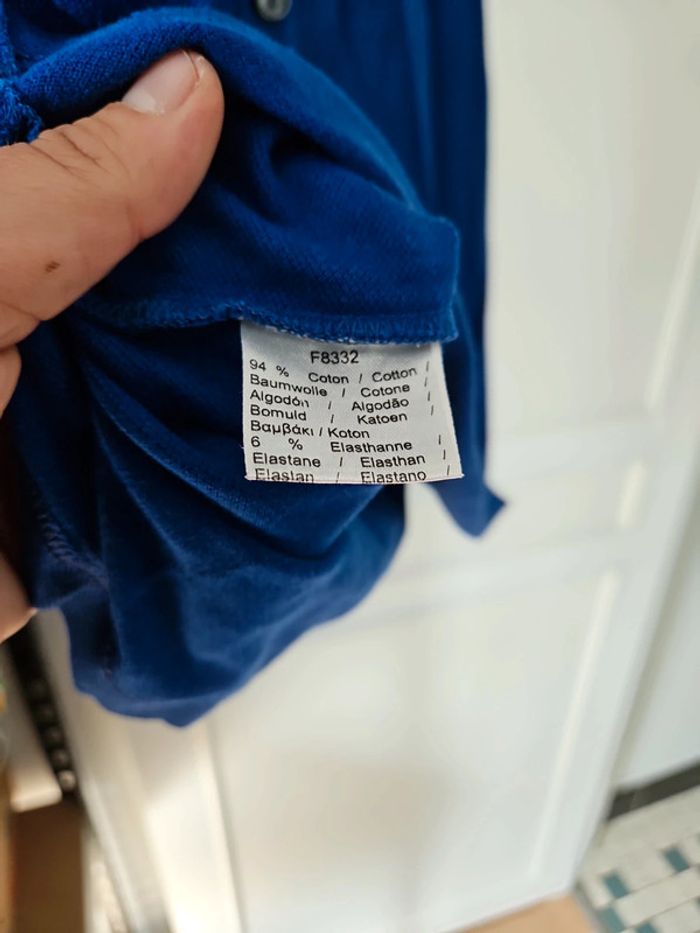 F8332
94 % Coton / Cotton /
Baumwolle / Cotone /
Algodón / Algodão /
Bomuld / Katoen /
Βαμβάκι / Koton
6 % Elasthanne /
Elastane / Elasthan /
Elastan / Elastano /